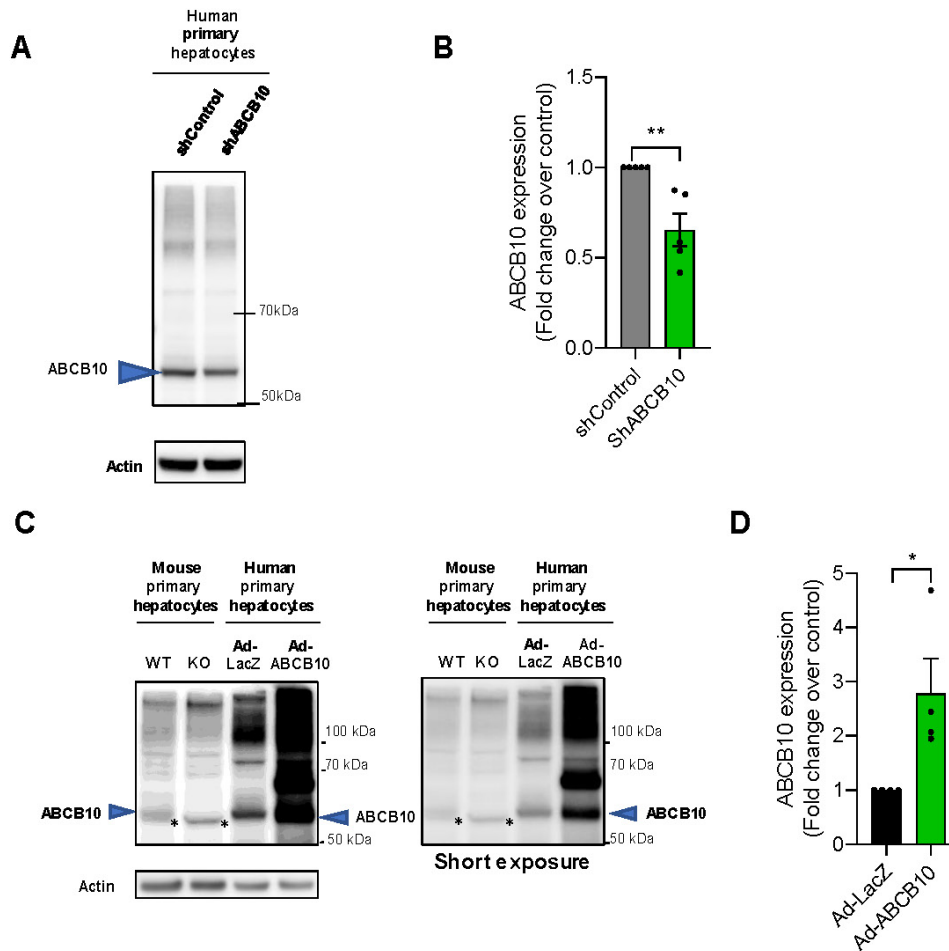 A
Human
primary
hepatocytes
shControl
shABCB10
70kDa
ABCB10
50kDa
Actin
B
ABCB10 expression
(Fold change over control)
1.5
1.0
0.5
0.0
**
shControl
ShABCB10
C
Mouse
primary
hepatocytes
Human
primary
hepatocytes
WT
KO
Ad-
LacZ
Ad-
ABCB10
100 kDa
70 kDa
ABCB10
* *
ABCB10
50 kDa
Actin
Mouse
primary
hepatocytes
Human
primary
hepatocytes
WT
KO
Ad-
LacZ
Ad-
ABCB10
100 kDa
70 kDa
* *
ABCB10
50 kDa
Short exposure
D
ABCB10 expression
(Fold change over control)
5
4
3
2
1
0
*
Ad-LacZ
Ad-ABCB10